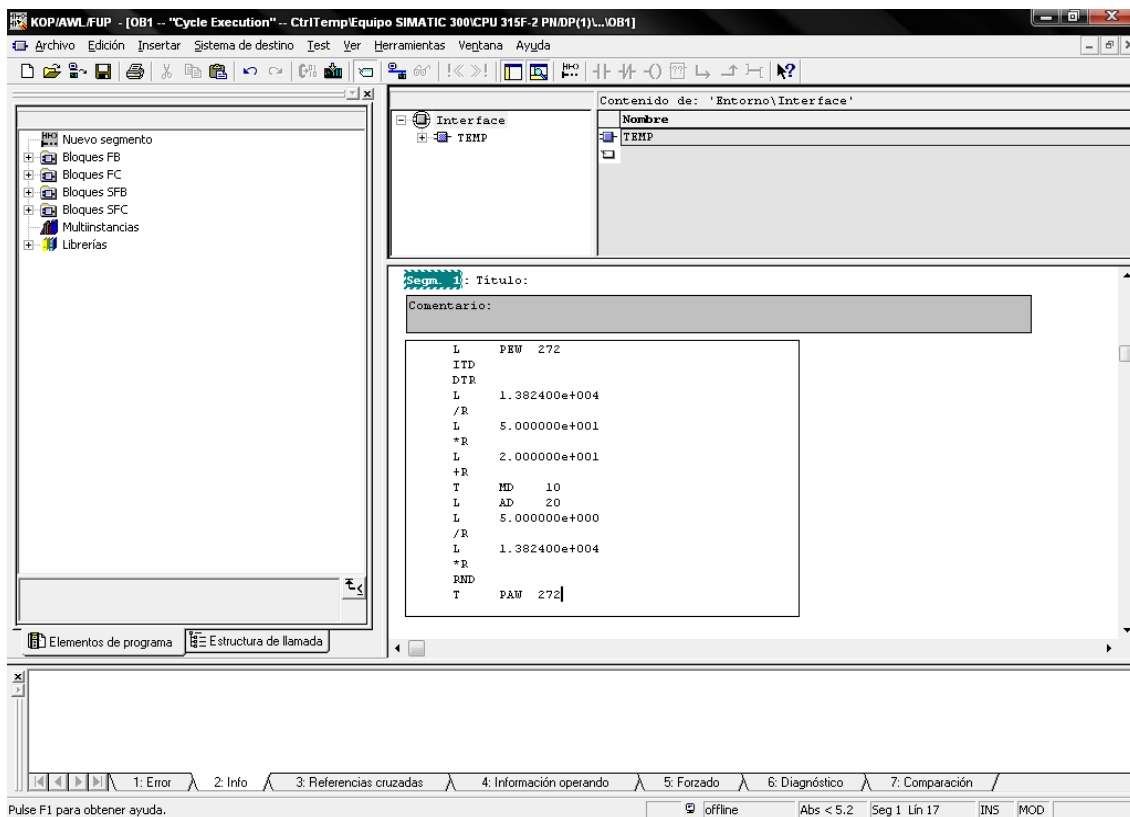 KOP/AWL/FUP - [OB1 -- "Cycle Execution" -- CtrlTemp\Equipo SIMATIC 300\CPU 315F-2 PN/DP(1)\...\OB1]
Archivo Edición Insertar Sistema de destino Test Ver Herramientas Ventana Ayuda
Contenido de: 'Entorno\Interface'
Interface
Nombre
TEMP
TEMP
Nuevo segmento
Bloques FB
Bloques FC
Bloques SFB
Bloques SFC
Multiinstancias
Librerías
Segm. 1: Título:
Comentario:
L PEW 272
ITD
DTR
L 1.382400e+004
/R
L 5.000000e+001
*R
L 2.000000e+001
+R
T MD 10
L AD 20
L 5.000000e+000
/R
L 1.382400e+004
*R
RND
T PAW 272
Elementos de programa Estructura de llamada
1: Error 2: Info 3: Referencias cruzadas 4: Información operando 5: Forzado 6: Diagnóstico 7: Comparación
Pulse F1 para obtener ayuda. offline Abs < 5.2 Seg 1 Lín 17 INS MOD